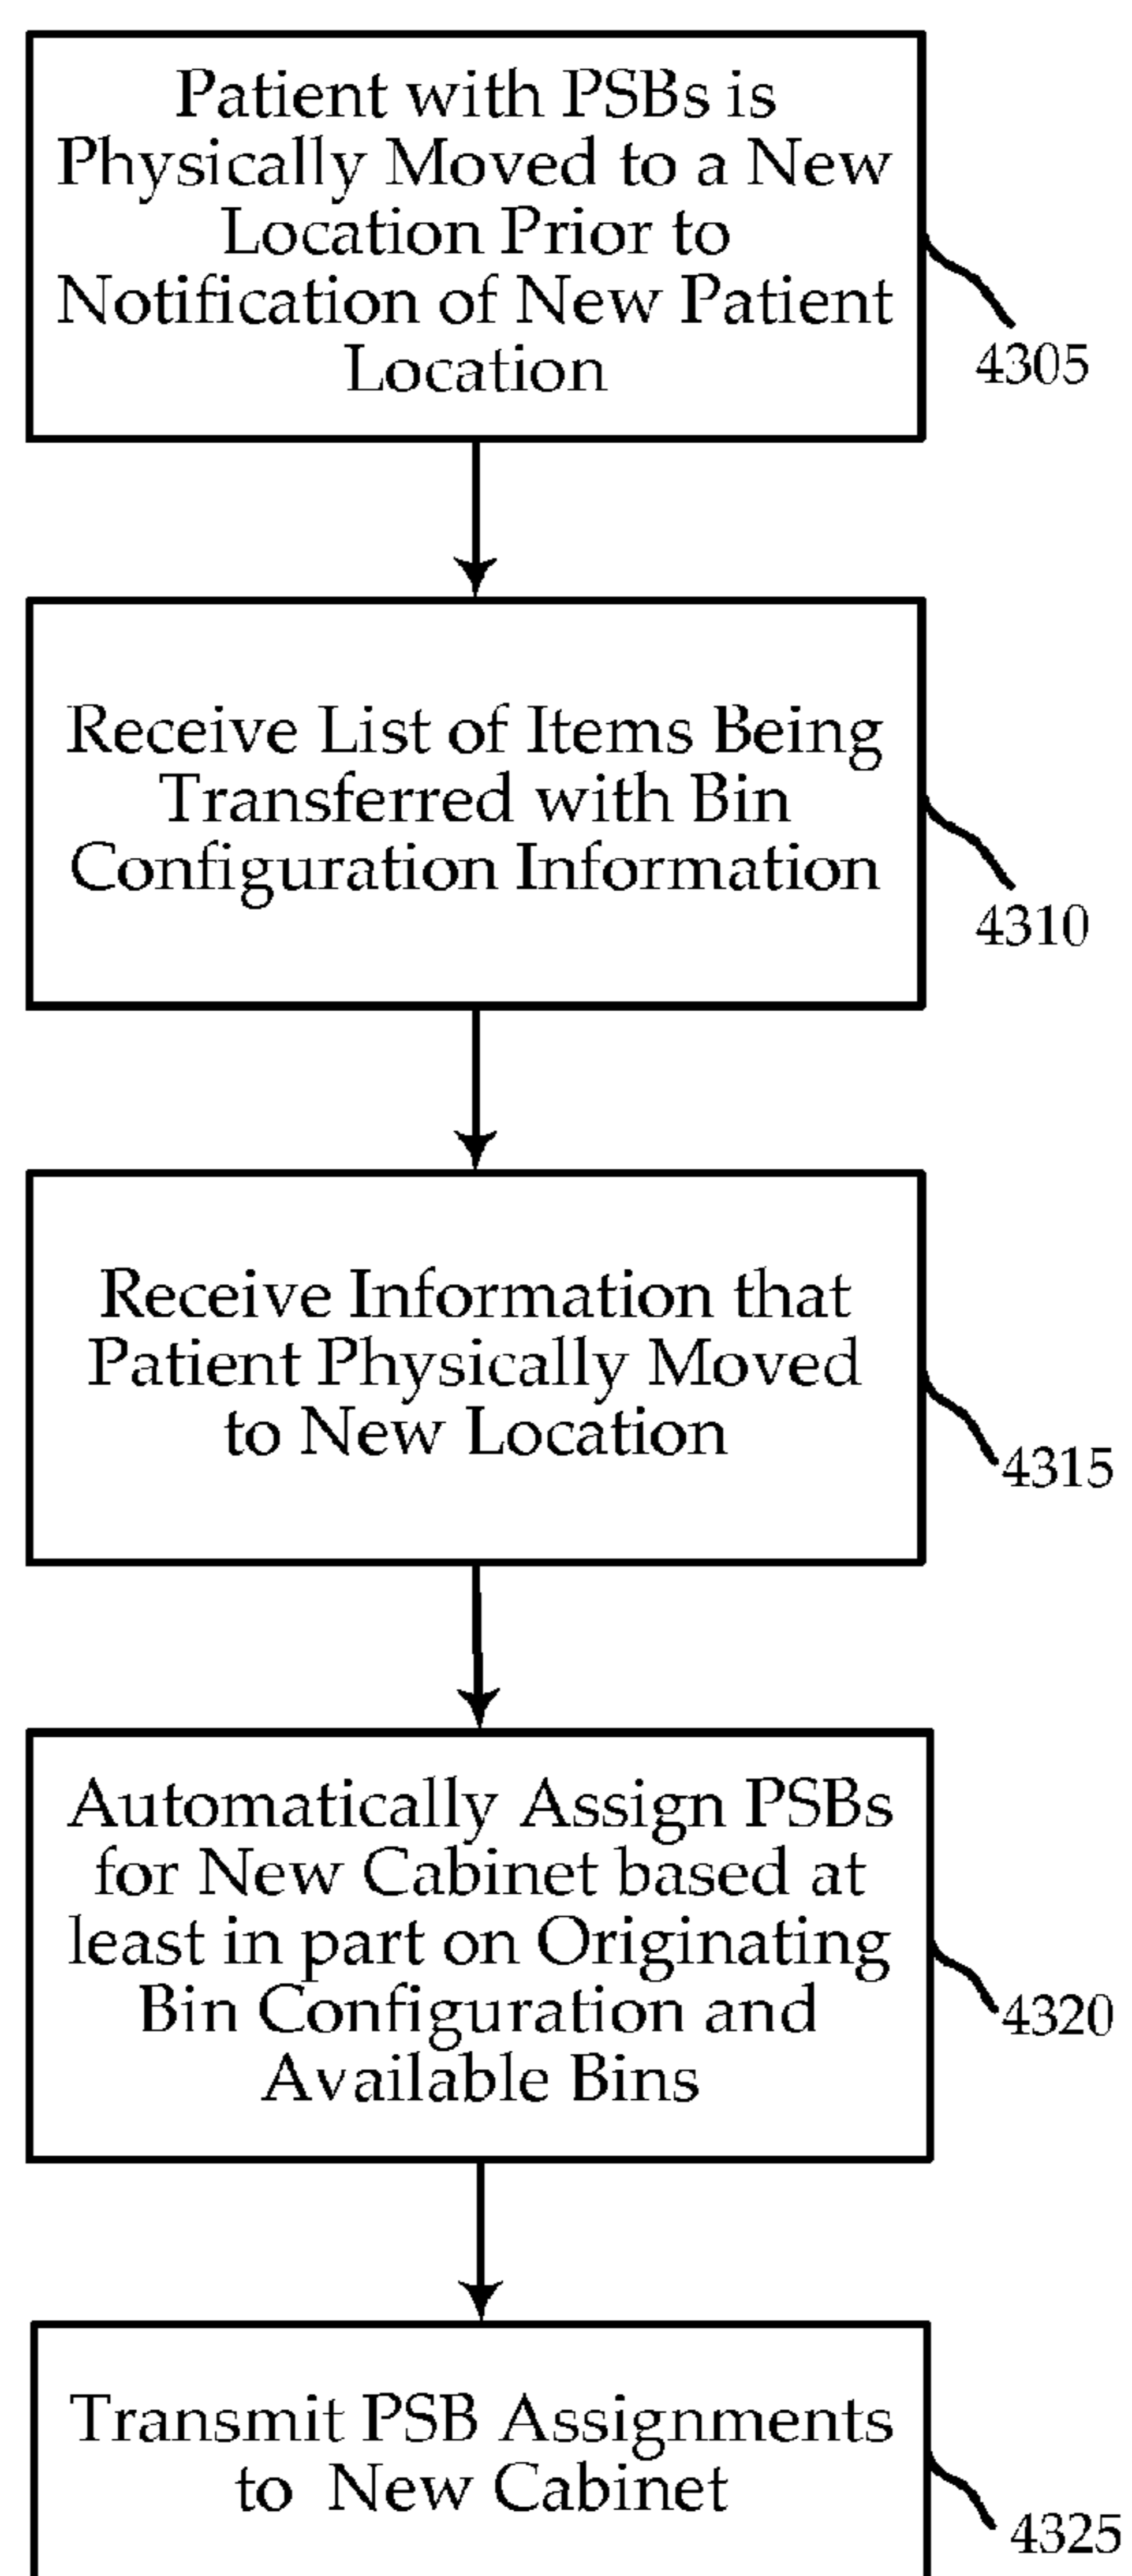 Patient with PSBs is
Physically Moved to a New
Location Prior to
Notification of New Patient
Location
4305
Receive List of Items Being
Transferred with Bin
Configuration Information
4310
Receive Information that
Patient Physically Moved
to New Location
4315
Automatically Assign PSBs
for New Cabinet based at
least in part on Originating
Bin Configuration and
Available Bins
4320
Transmit PSB Assignments
to New Cabinet
4325